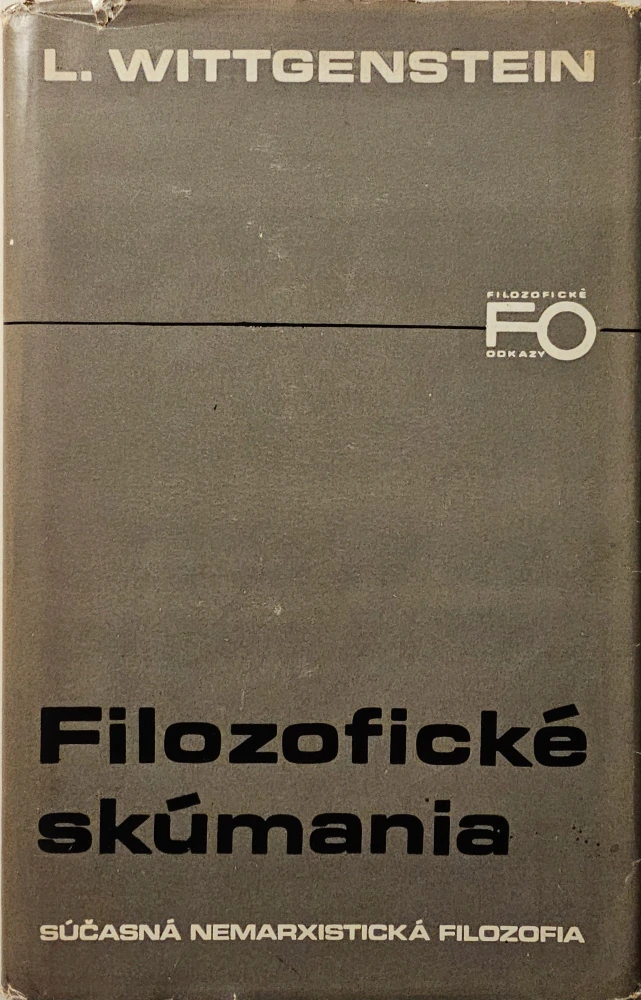 L. WITTGENSTEIN
FILOZOFICKÉ
FO
ODKAZY
Filozofické
skúmania
SÚČASNÁ NEMARXISTICKÁ FILOZOFIA